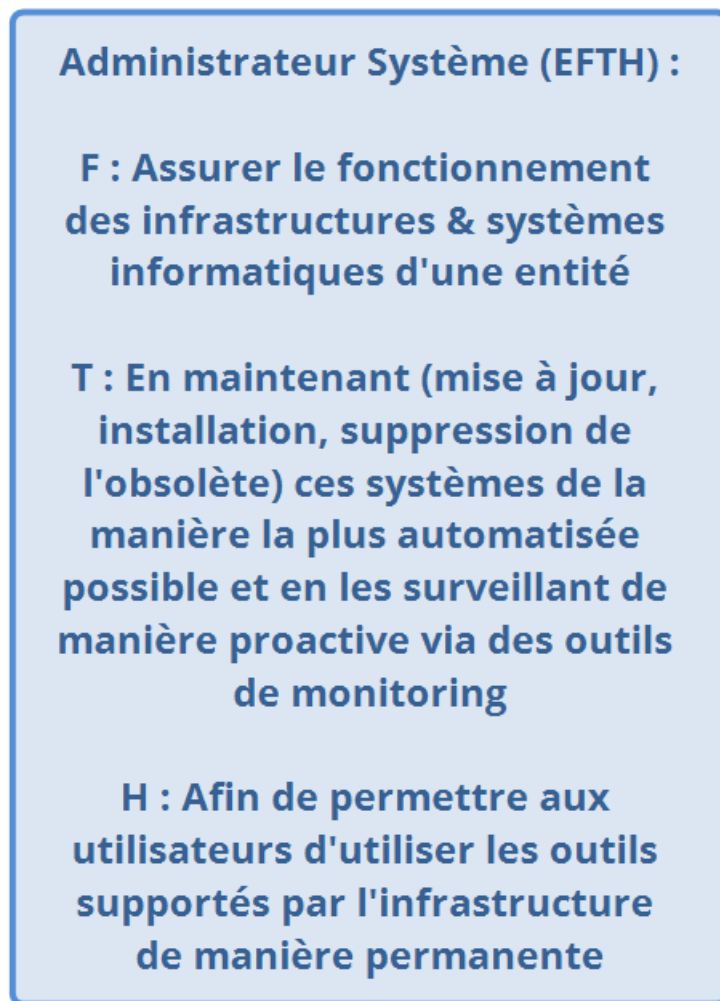 Administrateur Système (EFTH) :
F : Assurer le fonctionnement
des infrastructures & systèmes
informatiques d'une entité
T : En maintenant (mise à jour,
installation, suppression de
l'obsolète) ces systèmes de la
manière la plus automatisée
possible et en les surveillant de
manière proactive via des outils
de monitoring
H : Afin de permettre aux
utilisateurs d'utiliser les outils
supportés par l'infrastructure
de manière permanente